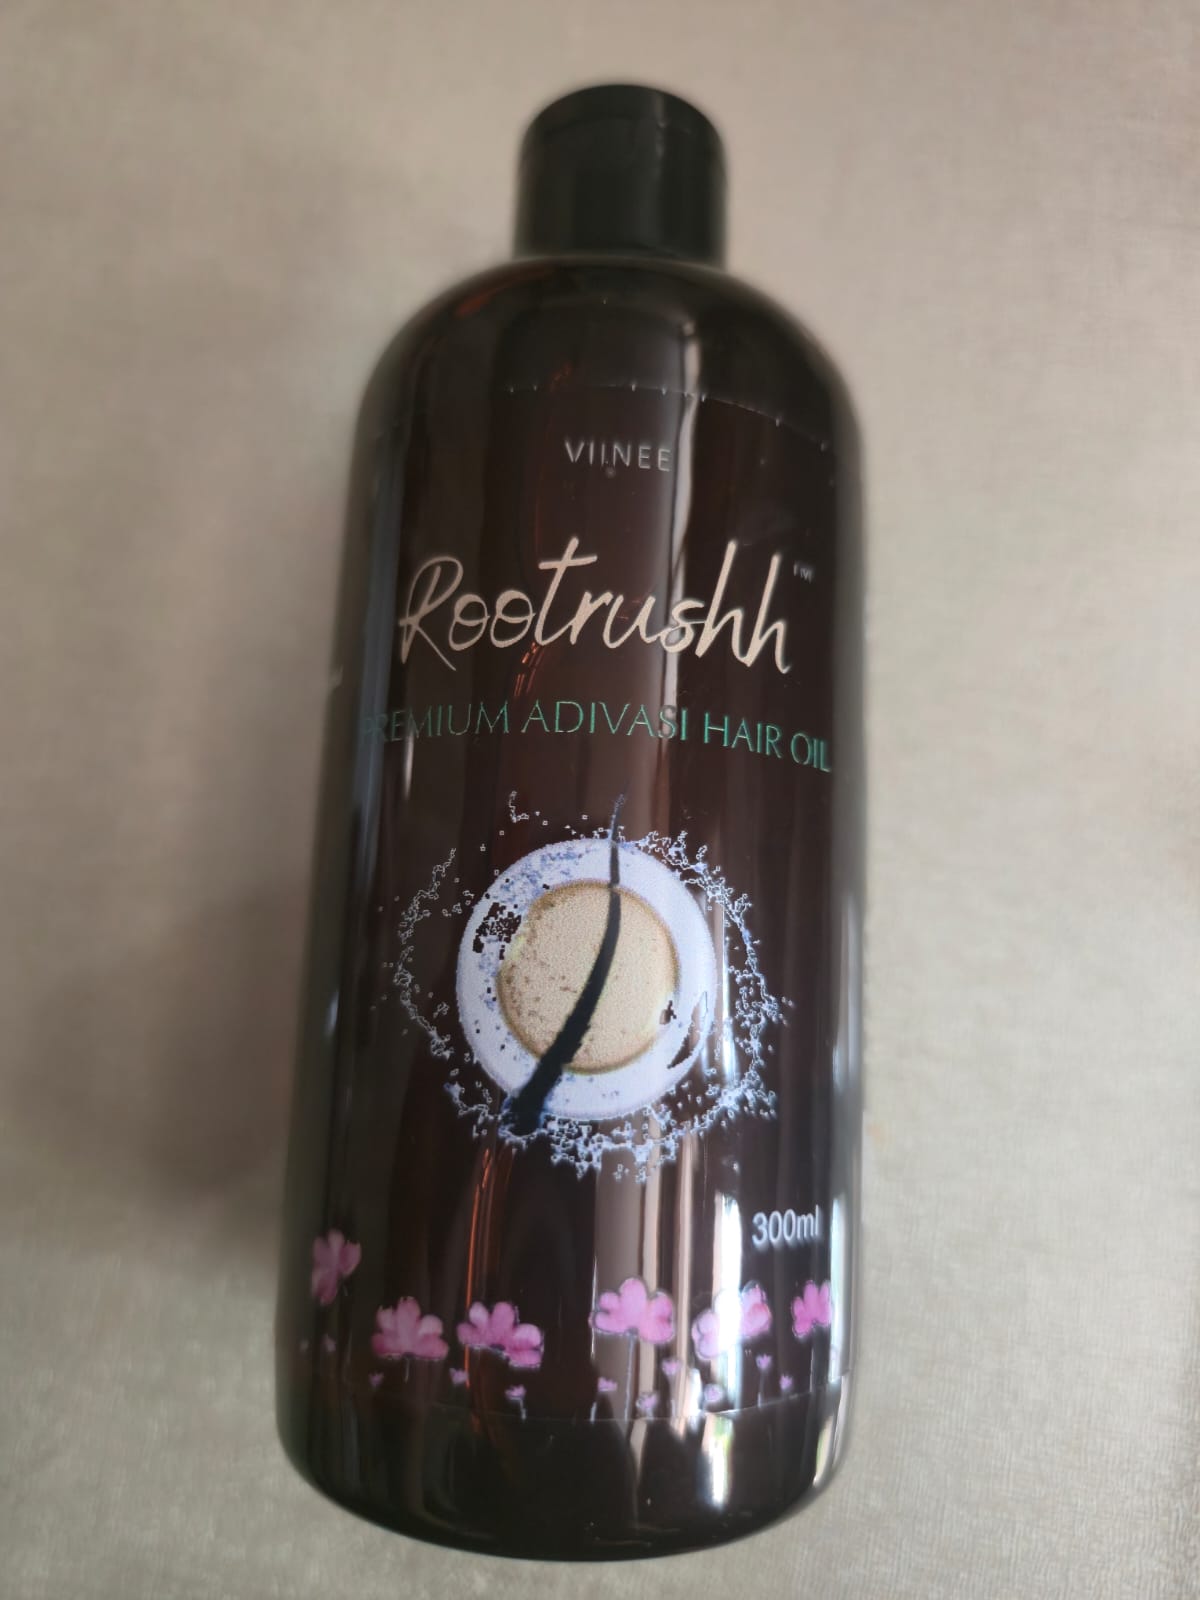 VIINEE
®
Rootrushh™
PREMIUM ADIVASI HAIR OIL
300ml